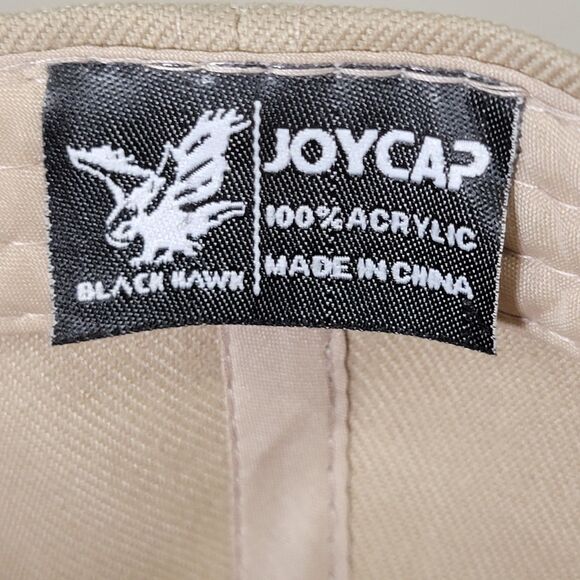 BLACK HAWK
JOYCAP
100% ACRYLIC
MADE IN CHINA